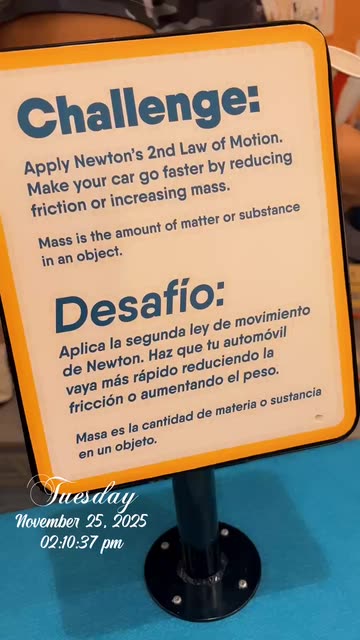 Challenge:
Apply Newton's 2nd Law of Motion.
Make your car go faster by reducing
friction or increasing mass.
Mass is the amount of matter or substance
in an object.
Desafío:
Aplica la segunda ley de movimiento
de Newton. Haz que tu automóvil
vaya más rápido reduciendo la
fricción o aumentando el peso.
Masa es la cantidad de materia o sustancia
en un objeto.
Tuesday
November 25, 2025
02:10:37 pm